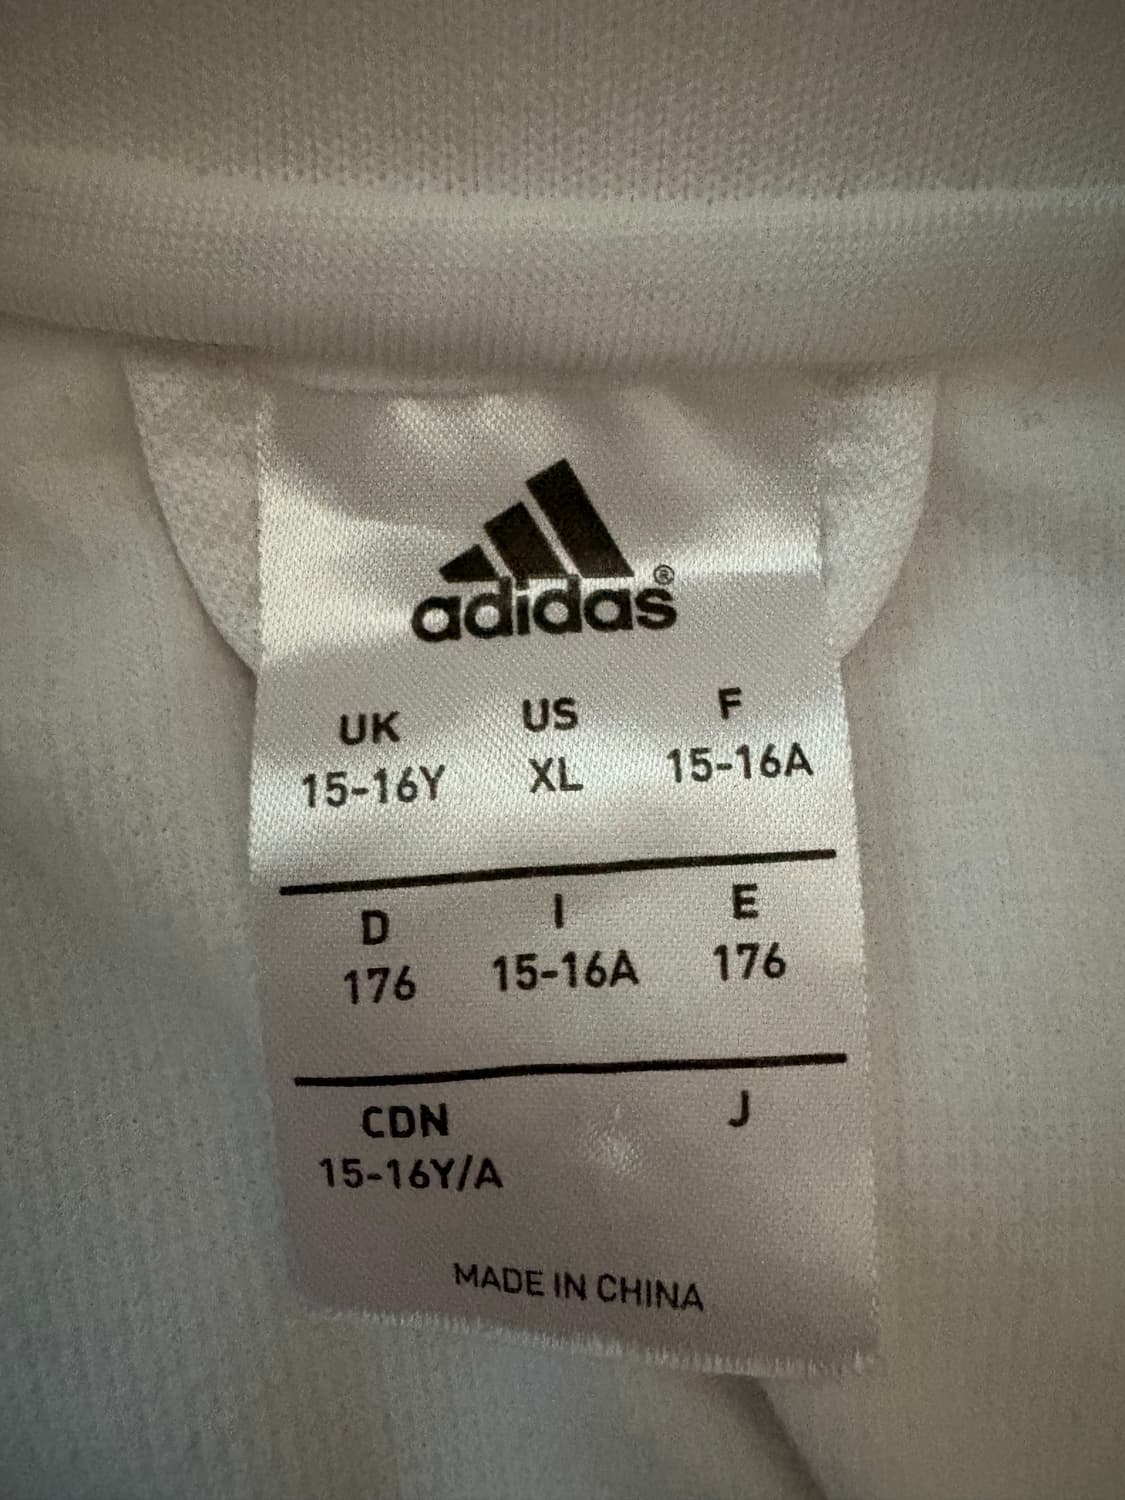 adidas®
UK US F
15-16Y XL 15-16A
D I E
176 15-16A 176
CDN J
15-16Y/A
MADE IN CHINA